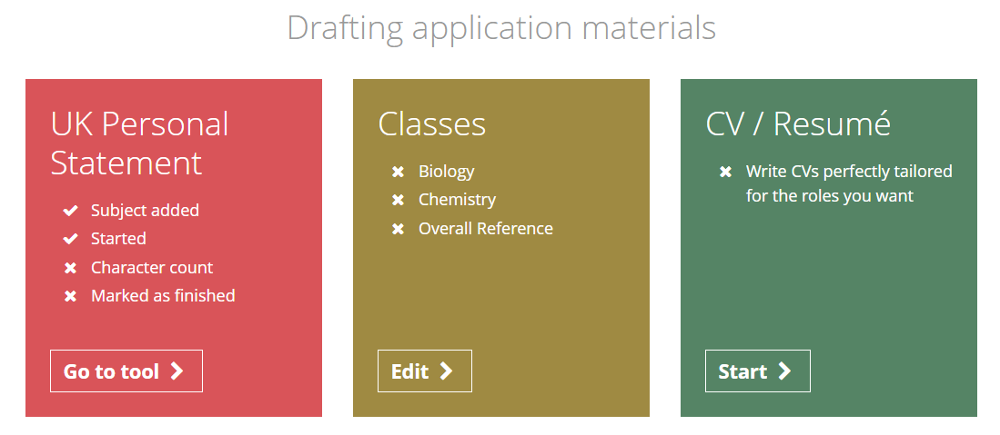 Drafting application materials
UK Personal
Statement
Subject added
Started
Character count
Marked as finished
Go to tool
Classes
Biology
Chemistry
Overall Reference
Edit
CV / Resumé
Write CVs perfectly tailored
for the roles you want
Start